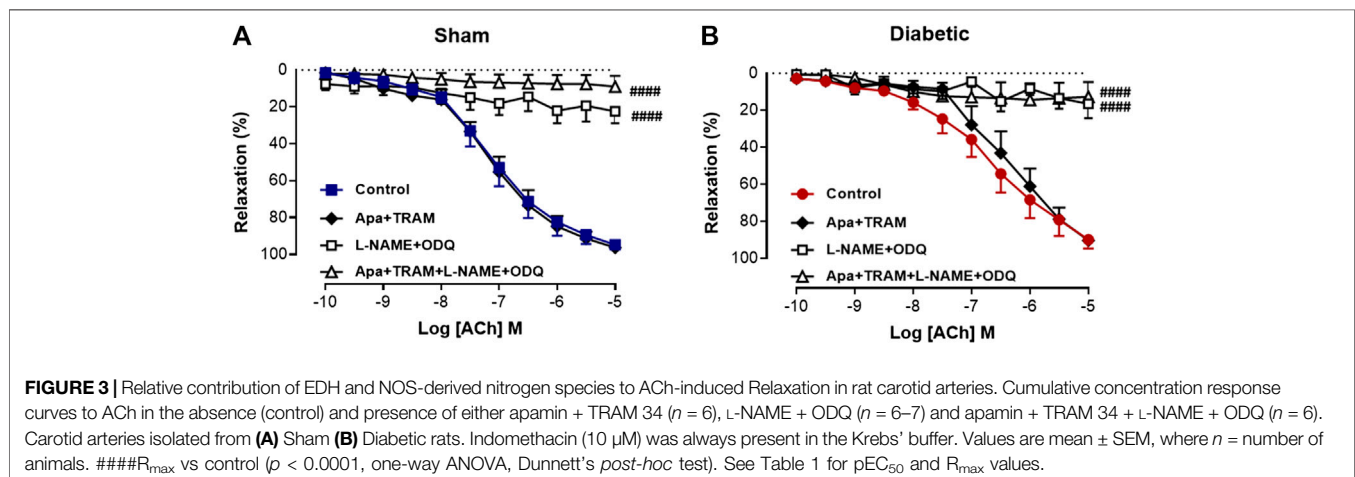 A
Sham
0
20
40
60
80
100
Relaxation (%)
####
####
Control
Apa+TRAM
L-NAME+ODQ
Apa+TRAM+L-NAME+ODQ
-10 -9 -8 -7 -6 -5
Log [ACh] M
B
Diabetic
0
20
40
60
80
100
Relaxation (%)
####
####
Control
Apa+TRAM
L-NAME+ODQ
Apa+TRAM+L-NAME+ODQ
-10 -9 -8 -7 -6 -5
Log [ACh] M
FIGURE 3 | Relative contribution of EDH and NOS-derived nitrogen species to ACh-induced Relaxation in rat carotid arteries. Cumulative concentration response
curves to ACh in the absence (control) and presence of either apamin + TRAM 34 (n = 6), L-NAME + ODQ (n = 6–7) and apamin + TRAM 34 + L-NAME + ODQ (n = 6).
Carotid arteries isolated from (A) Sham (B) Diabetic rats. Indomethacin (10 μM) was always present in the Krebs' buffer. Values are mean ± SEM, where n = number of
animals. ####Rmax vs control (p < 0.0001, one-way ANOVA, Dunnett's post-hoc test). See Table 1 for pEC50 and Rmax values.